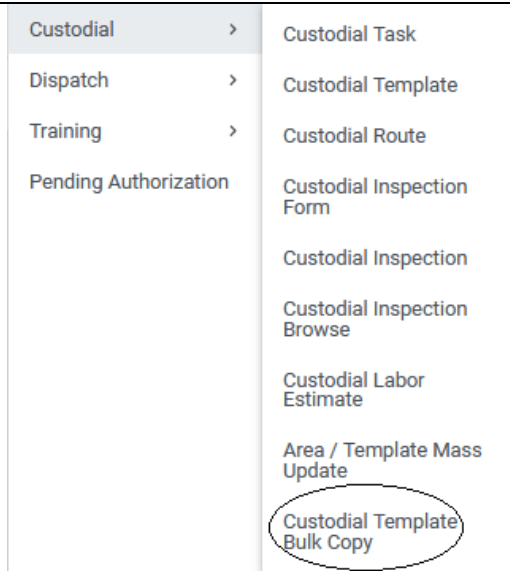 Custodial >
Dispatch >
Training >
Pending Authorization
Custodial Task
Custodial Template
Custodial Route
Custodial Inspection
Form
Custodial Inspection
Custodial Inspection
Browse
Custodial Labor
Estimate
Area / Template Mass
Update
Custodial Template
Bulk Copy